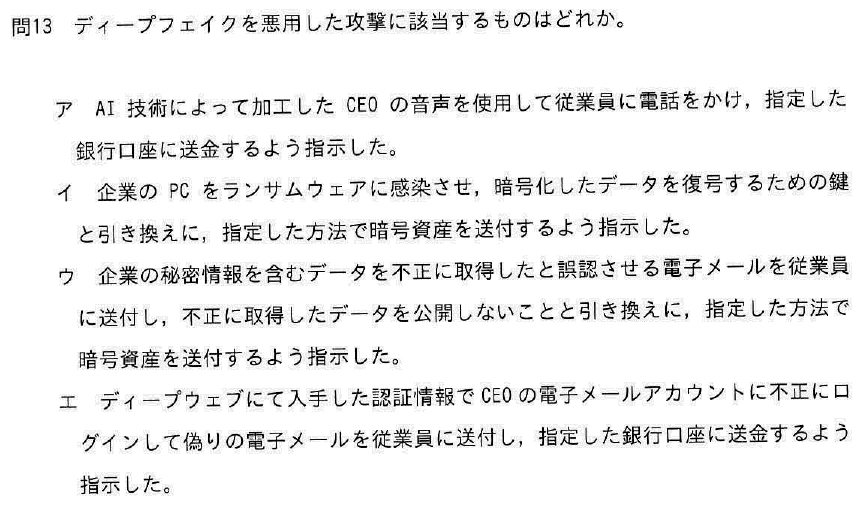 問13 ディープフェイクを悪用した攻撃に該当するものはどれか。
ア AI 技術によって加工した CEO の音声を使用して従業員に電話をかけ，指定した
銀行口座に送金するよう指示した。
イ 企業の PC をランサムウェアに感染させ，暗号化したデータを復号するための鍵
と引き換えに，指定した方法で暗号資産を送付するよう指示した。
ウ 企業の秘密情報を含むデータを不正に取得したと誤認させる電子メールを従業員
に送付し，不正に取得したデータを公開しないことと引き換えに，指定した方法で
暗号資産を送付するよう指示した。
エ ディープウェブにて入手した認証情報で CEO の電子メールアカウントに不正にロ
グインして偽りの電子メールを従業員に送付し，指定した銀行口座に送金するよう
指示した。